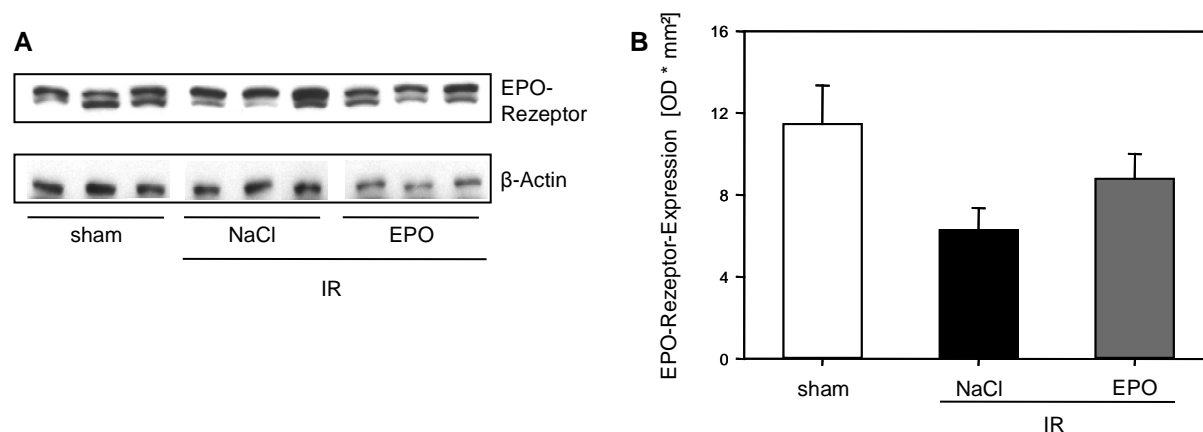 A
EPO-
Rezeptor
β-Actin
sham
NaCl
EPO
IR
B
EPO-Rezeptor-Expression [OD * mm²]
16
12
8
4
0
sham
NaCl
EPO
IR